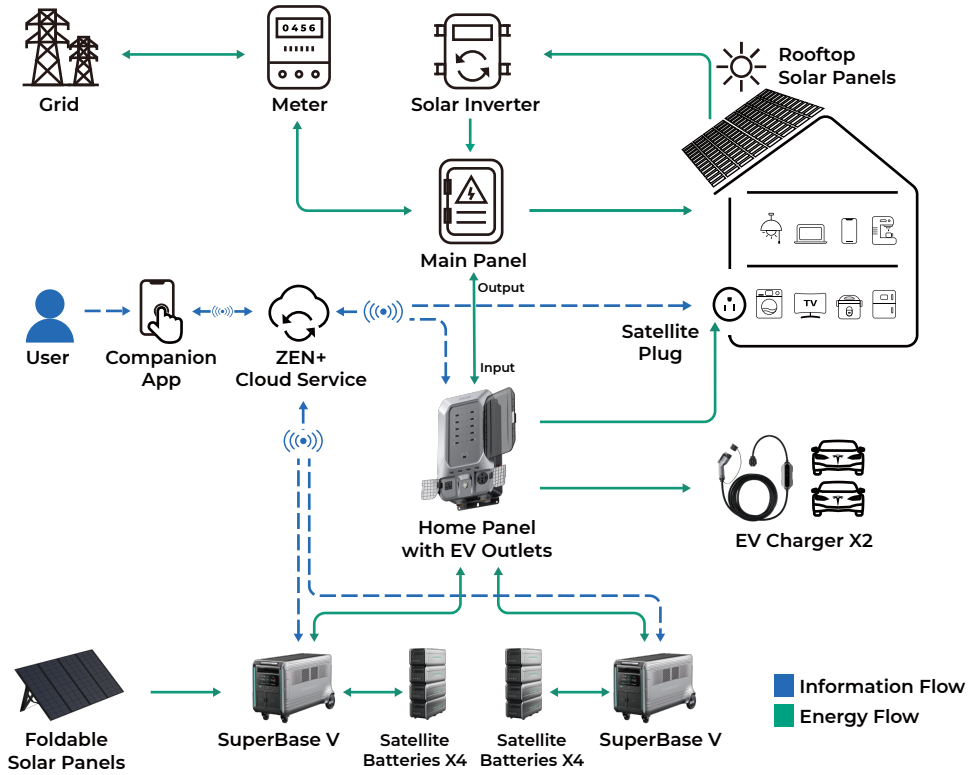 0456
Grid
Meter
Solar Inverter
Rooftop
Solar Panels
Main Panel
Output
TV
User
Companion
App
ZEN+
Cloud Service
Satellite
Plug
Input
Home Panel
with EV Outlets
EV Charger X2
Foldable
Solar Panels
SuperBase V
Satellite
Batteries X4
Satellite
Batteries X4
SuperBase V
Information Flow
Energy Flow